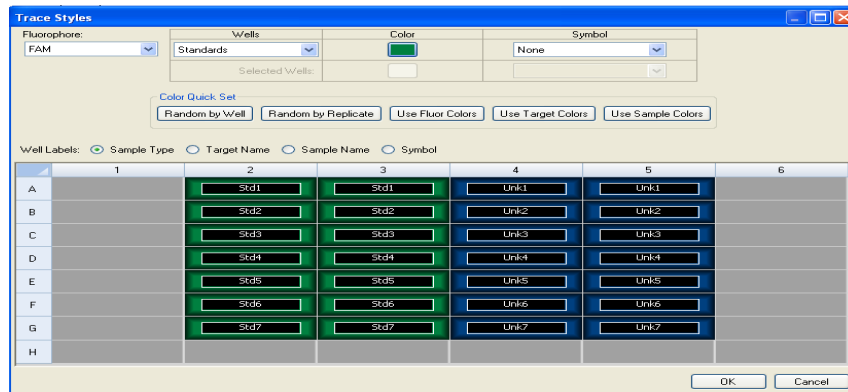 Trace Styles
Fluorophore: Wells Color Symbol
FAM Standards None
Selected Wells:
Color Quick Set
Random by Well Random by Replicate Use Fluor Colors Use Target Colors Use Sample Colors
Well Labels: Sample Type Target Name Sample Name Symbol
1 2 3 4 5 6
A Std1 Std1 Unk1 Unk1
B Std2 Std2 Unk2 Unk2
C Std3 Std3 Unk3 Unk3
D Std4 Std4 Unk4 Unk4
E Std5 Std5 Unk5 Unk5
F Std6 Std6 Unk6 Unk6
G Std7 Std7 Unk7 Unk7
H
OK Cancel